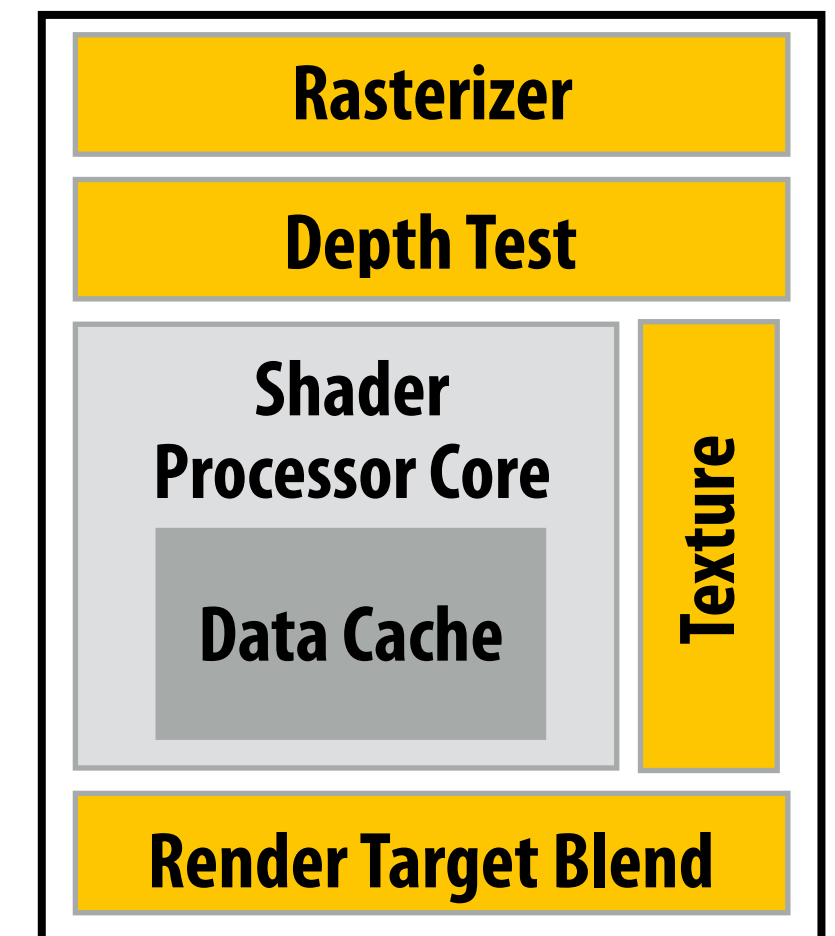 Rasterizer
Depth Test
Shader
Processor Core
Data Cache
Texture
Render Target Blend